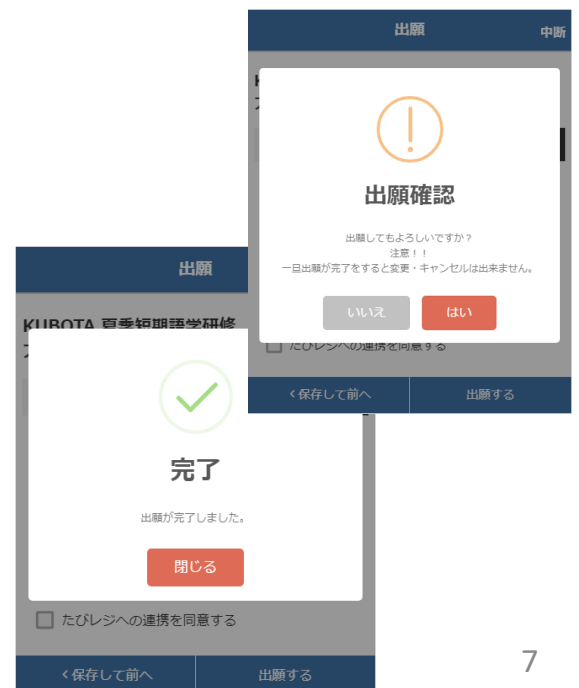 出願
中断
出願確認
出願してもよろしいですか？
注意！！
一旦出願が完了をすると変更・キャンセルは出来ません。
いいえ
はい
たびレジへの連携を同意する
<保存して前へ
出願する
出願
KUBOTA 夏季短期語学研修
完了
出願が完了しました。
閉じる
たびレジへの連携を同意する
<保存して前へ
出願する
7